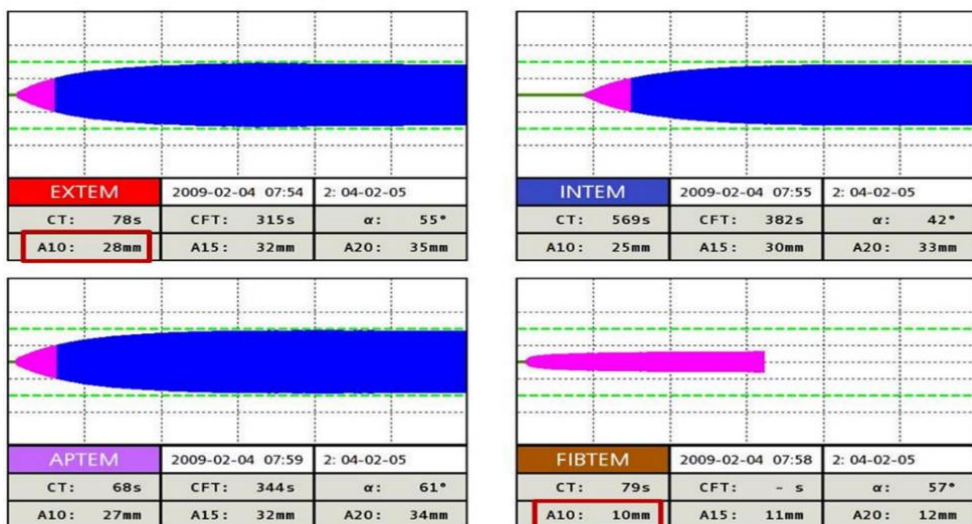 EXTEM 2009-02-04 07:54 2: 04-02-05
CT: 78s CFT: 315s α: 55°
A10: 28mm A15: 32mm A20: 35mm
INTEM 2009-02-04 07:55 2: 04-02-05
CT: 569s CFT: 382s α: 42°
A10: 25mm A15: 30mm A20: 33mm
APTEM 2009-02-04 07:59 2: 04-02-05
CT: 68s CFT: 344s α: 61°
A10: 27mm A15: 32mm A20: 34mm
FIBTEM 2009-02-04 07:58 2: 04-02-05
CT: 79s CFT: - s α: 57°
A10: 10mm A15: 11mm A20: 12mm